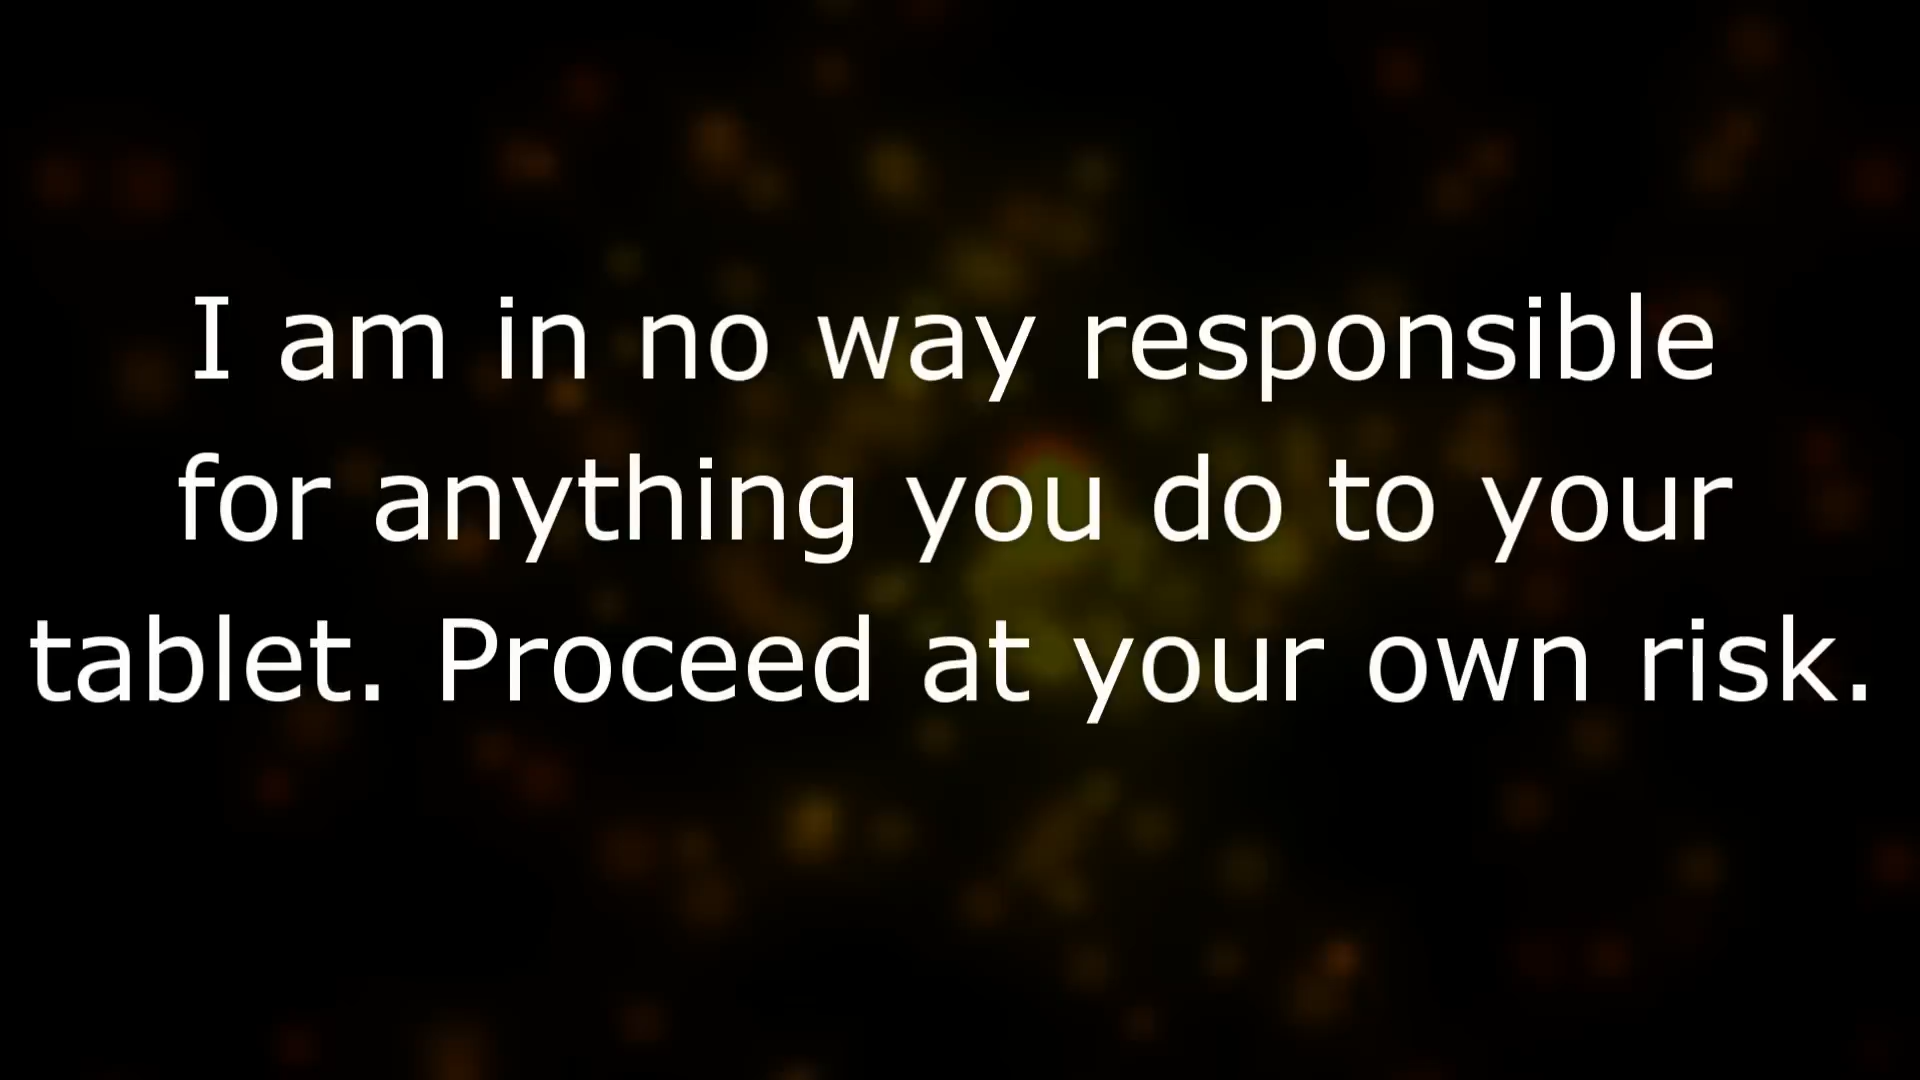 I am in no way responsible
for anything you do to your
tablet. Proceed at your own risk.